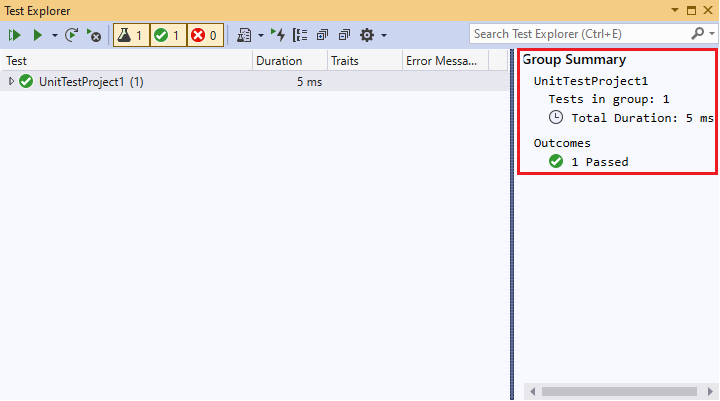 Test Explorer
1 1 0 Search Test Explorer (Ctrl+E)
Test Duration Traits Error Messa...
UnitTestProject1 (1) 5 ms
Group Summary
UnitTestProject1
Tests in group: 1
Total Duration: 5 ms
Outcomes
1 Passed